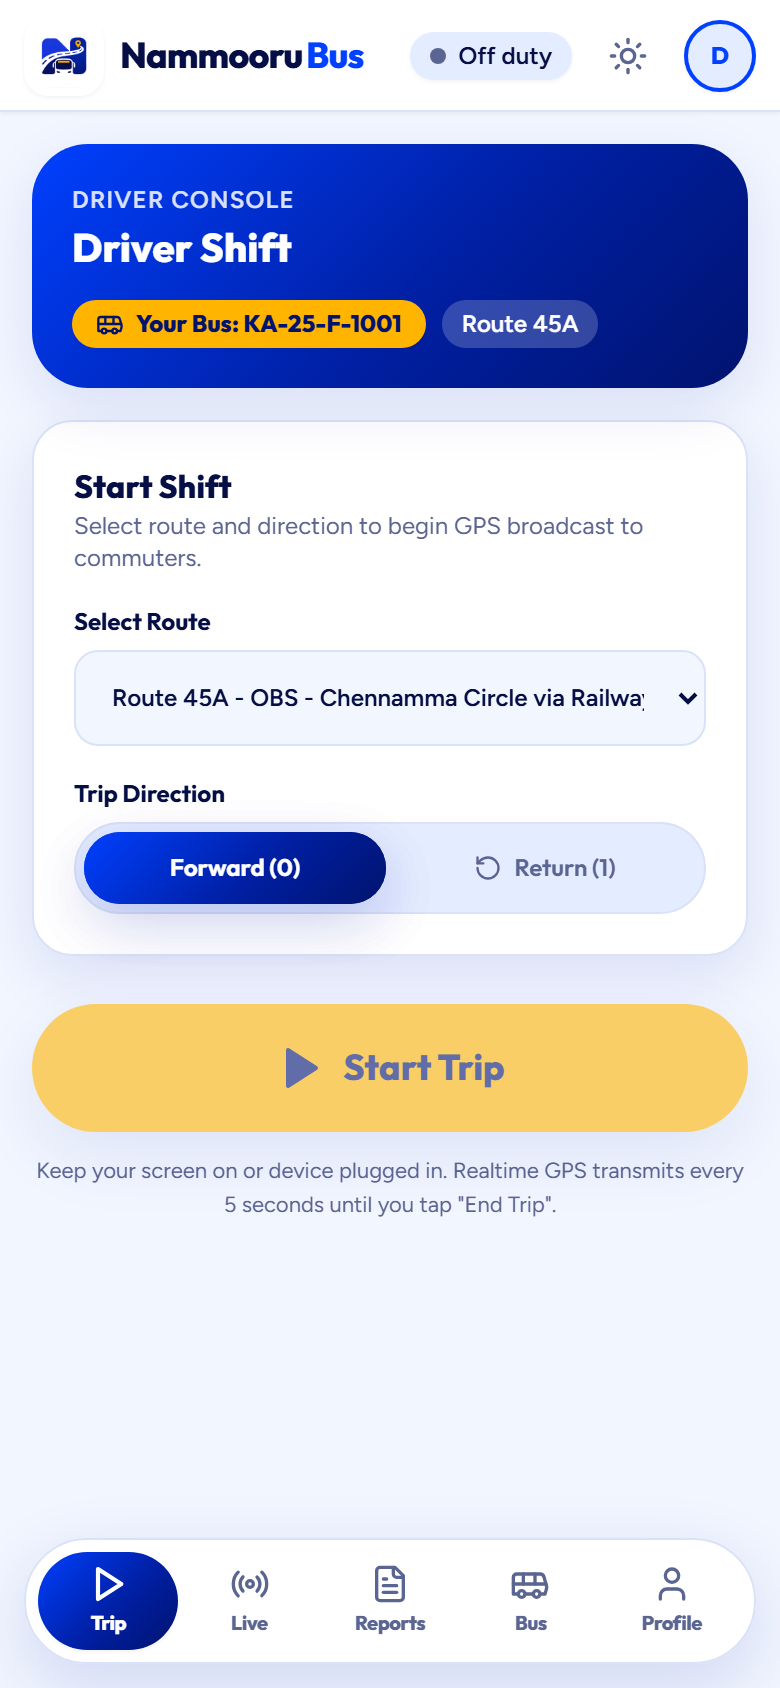 Nammooru Bus
Off duty
D
DRIVER CONSOLE
Driver Shift
Your Bus: KA-25-F-1001
Route 45A
Start Shift
Select route and direction to begin GPS broadcast to
commuters.
Select Route
Route 45A - OBS - Chennamma Circle via Railway
Trip Direction
Forward (0)
Return (1)
Start Trip
Keep your screen on or device plugged in. Realtime GPS transmits every
5 seconds until you tap "End Trip".
Trip
Live
Reports
Bus
Profile